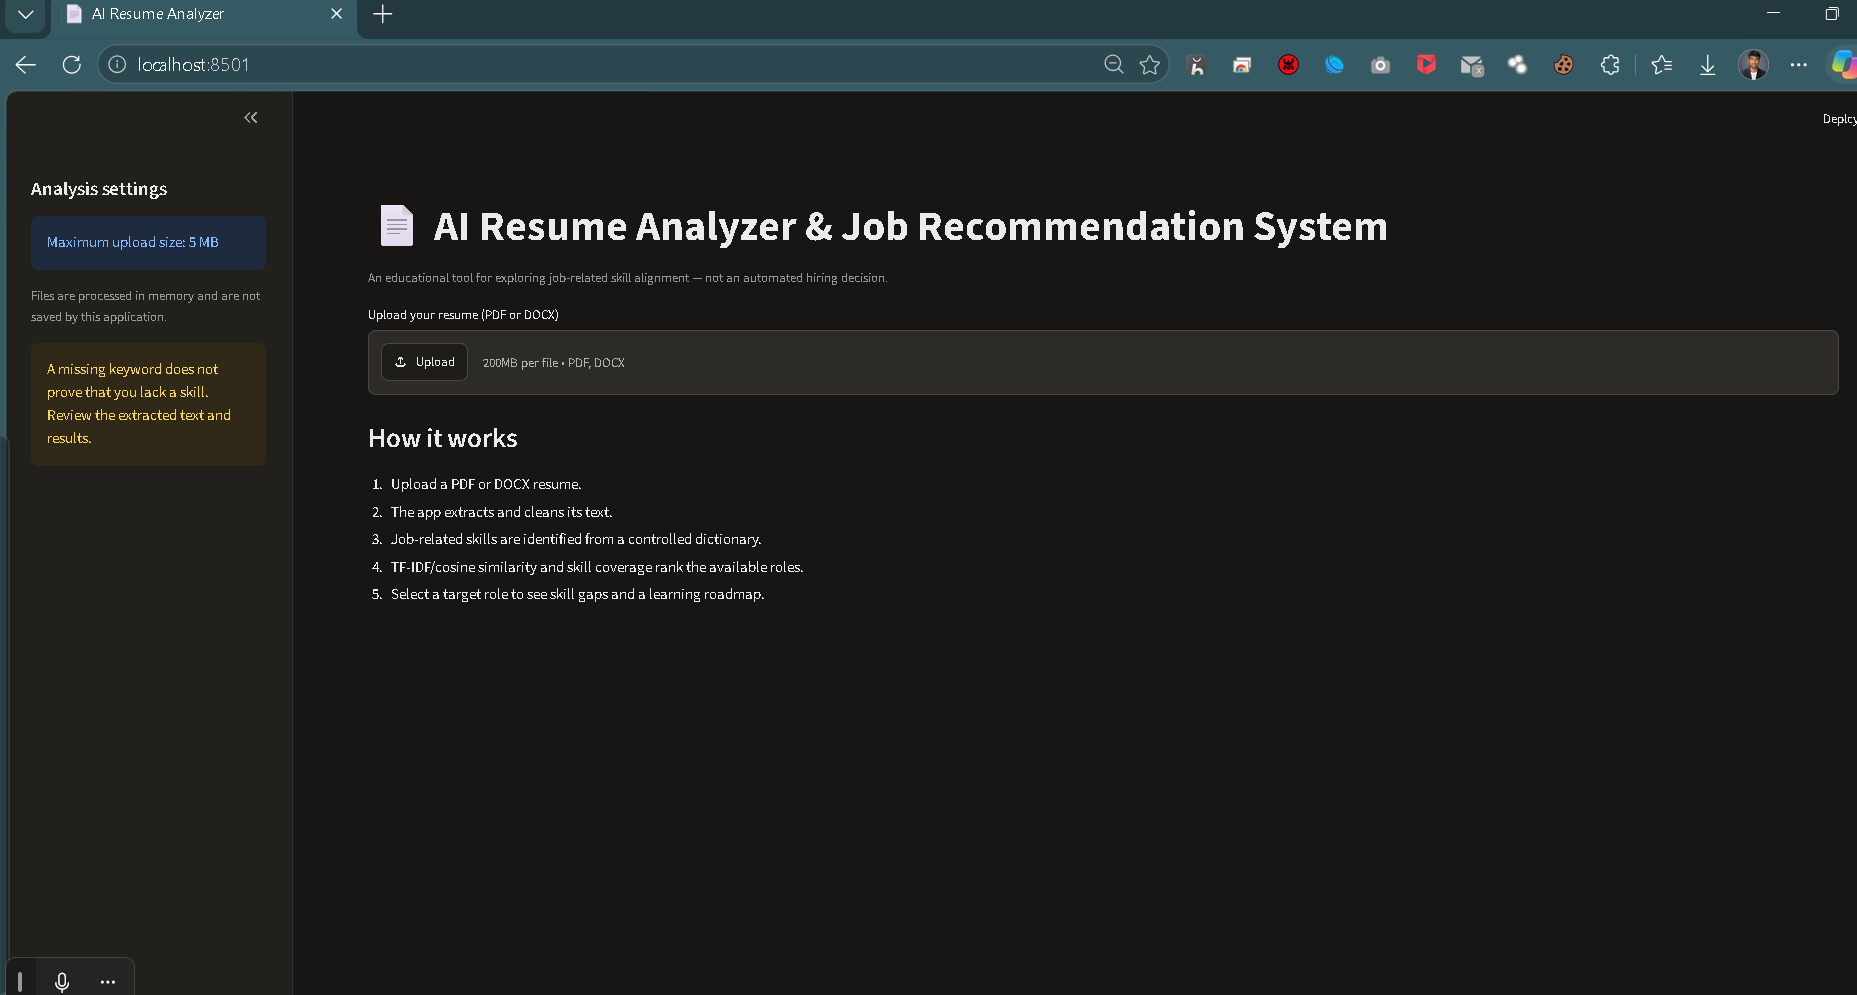 AI Resume Analyzer
localhost:8501
Deploy
Analysis settings
Maximum upload size: 5 MB
Files are processed in memory and are not
saved by this application.
A missing keyword does not
prove that you lack a skill.
Review the extracted text and
results.
AI Resume Analyzer & Job Recommendation System
An educational tool for exploring job-related skill alignment — not an automated hiring decision.
Upload your resume (PDF or DOCX)
Upload
200MB per file • PDF, DOCX
How it works
1. Upload a PDF or DOCX resume.
2. The app extracts and cleans its text.
3. Job-related skills are identified from a controlled dictionary.
4. TF-IDF/cosine similarity and skill coverage rank the available roles.
5. Select a target role to see skill gaps and a learning roadmap.